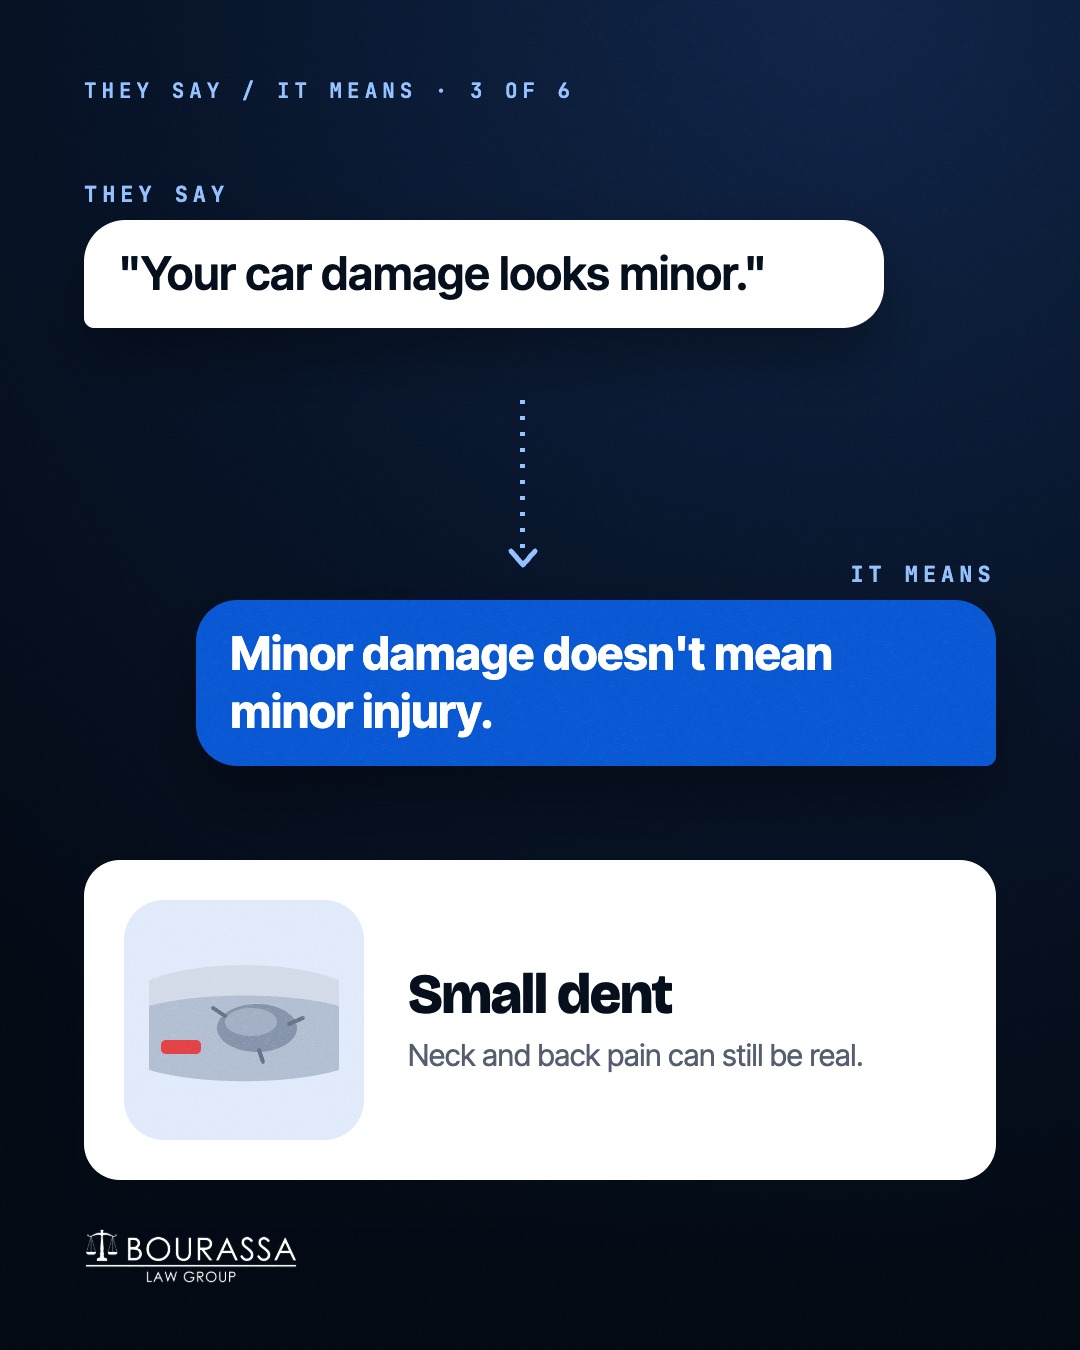 THEY SAY / IT MEANS · 3 OF 6
THEY SAY
"Your car damage looks minor."
IT MEANS
Minor damage doesn't mean
minor injury.
Small dent
Neck and back pain can still be real.
BOURASSA
LAW GROUP